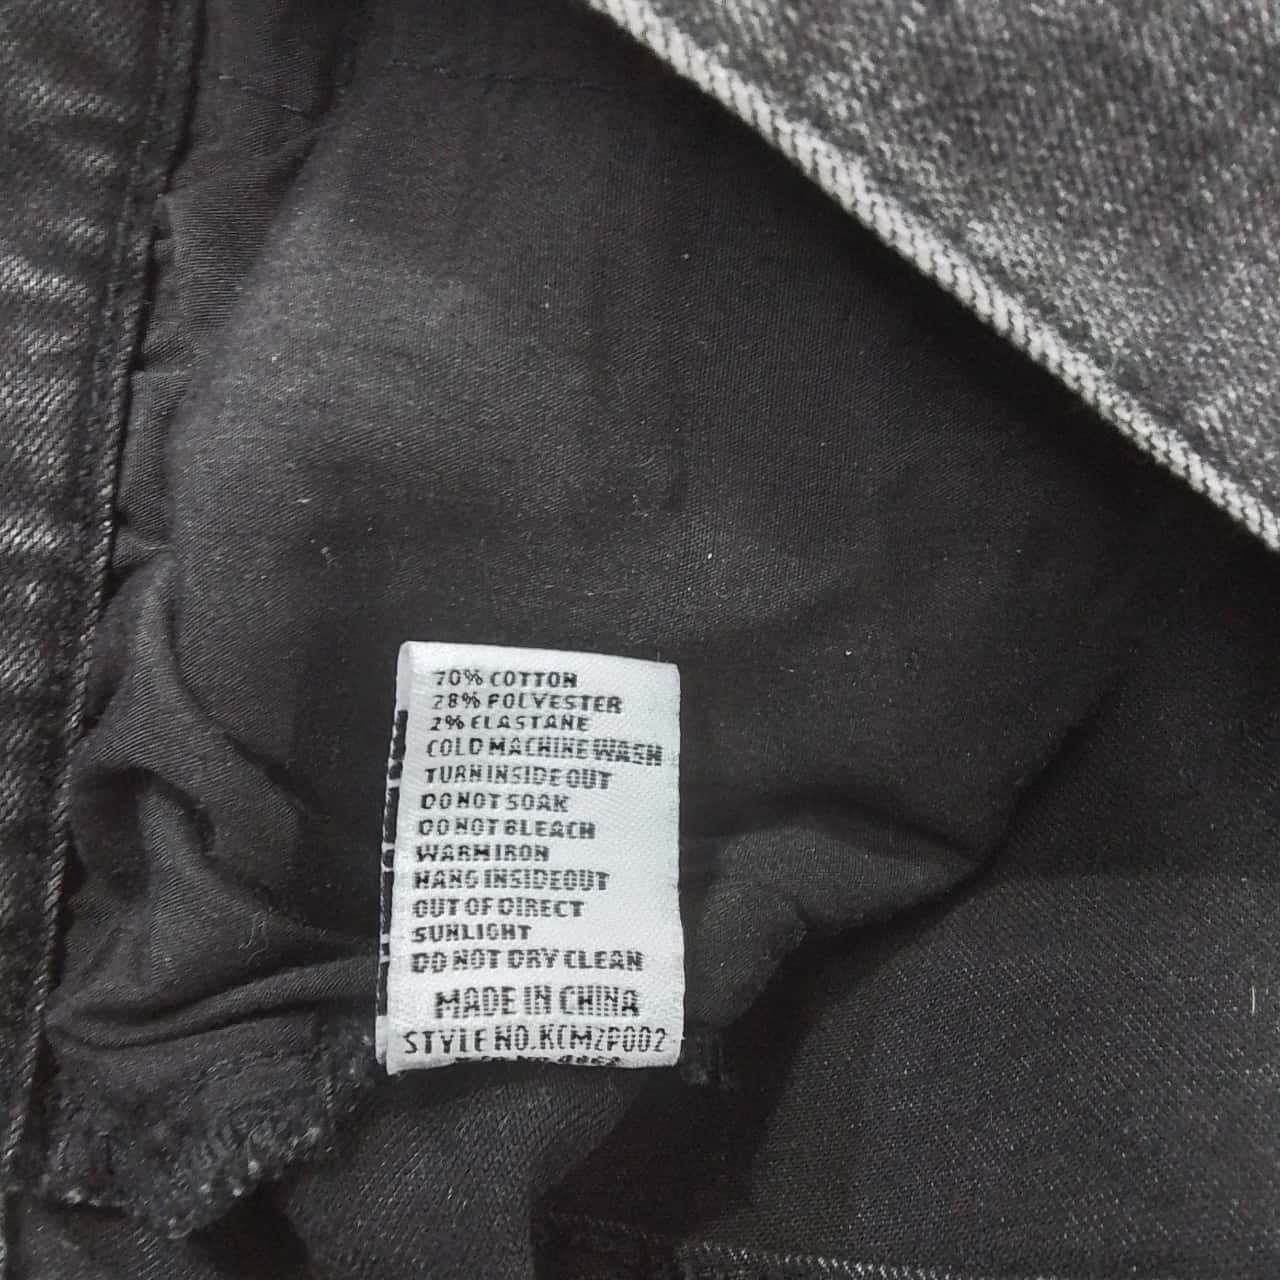 70% COTTON
28% POLYESTER
2% ELASTANE
COLD MACHINE WASH
TURN INSIDE OUT
DO NOT SOAK
DO NOT BLEACH
WARM IRON
HANG INSIDEOUT
OUT OF DIRECT
SUNLIGHT
DO NOT DRY CLEAN
MADE IN CHINA
STYLE NO.KCMZP002